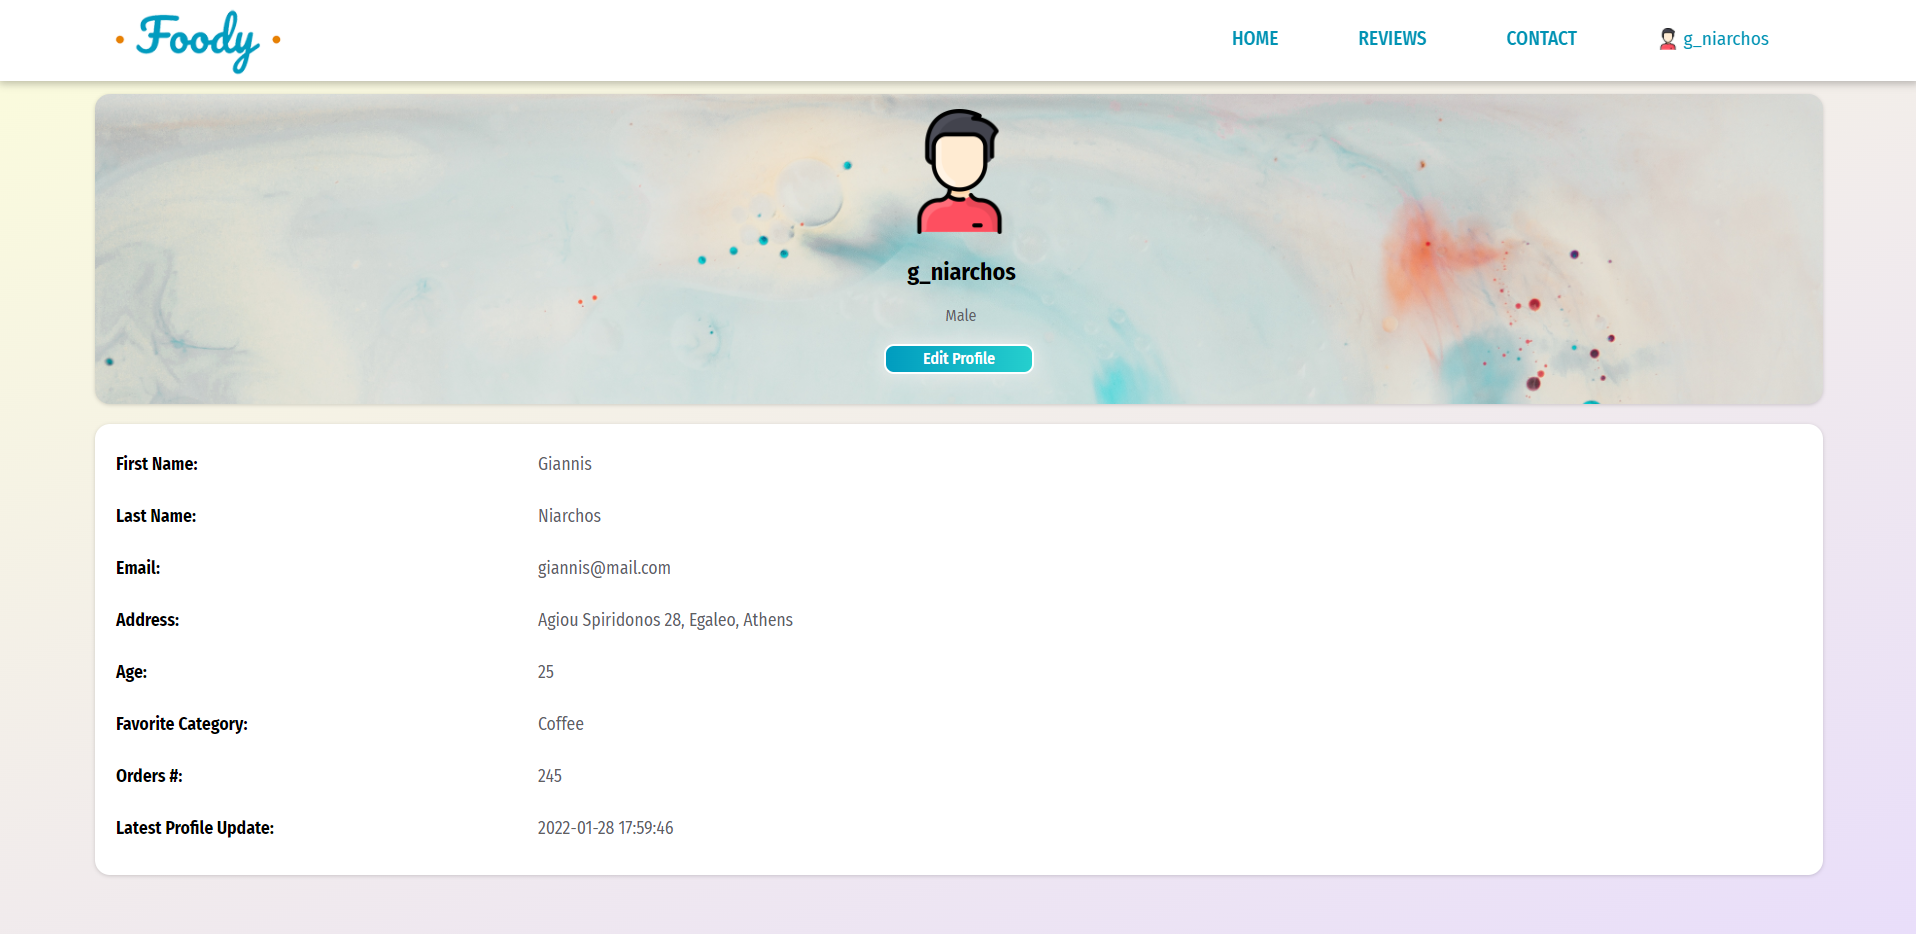 Foody HOME REVIEWS CONTACT g_niarchos
g_niarchos
Male
Edit Profile
First Name: Giannis
Last Name: Niarchos
Email: giannis@mail.com
Address: Agiou Spiridonos 28, Egaleo, Athens
Age: 25
Favorite Category: Coffee
Orders #: 245
Latest Profile Update: 2022-01-28 17:59:46